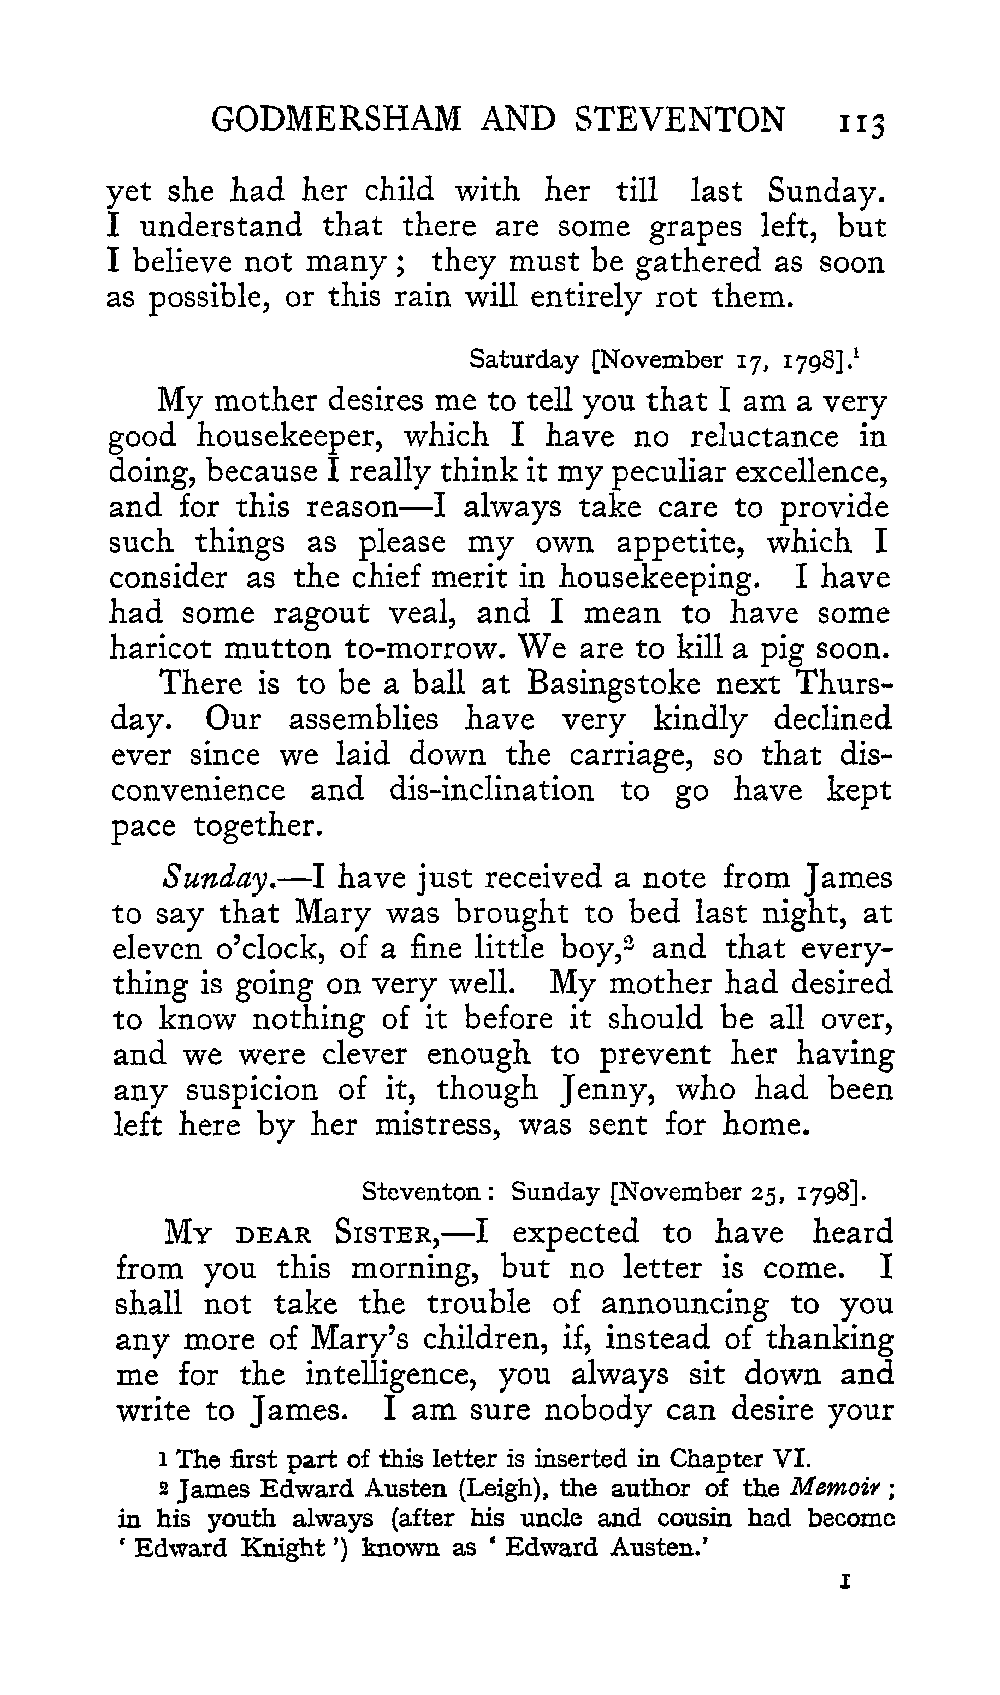 GODMERSHAM AND STEVENTON 113
yet she had her child with her till last Sunday.
I understand that there are some grapes left, but
I believe not many ; they must be gathered as soon
as possible, or this rain will entirely rot them.
Saturday [November 17, 1798].¹
My mother desires me to tell you that I am a very
good housekeeper, which I have no reluctance in
doing, because I really think it my peculiar excellence,
and for this reason—I always take care to provide
such things as please my own appetite, which I
consider as the chief merit in housekeeping. I have
had some ragout veal, and I mean to have some
haricot mutton to-morrow. We are to kill a pig soon.
There is to be a ball at Basingstoke next Thurs-
day. Our assemblies have very kindly declined
ever since we laid down the carriage, so that dis-
convenience and dis-inclination to go have kept
pace together.
Sunday.—I have just received a note from James
to say that Mary was brought to bed last night, at
eleven o’clock, of a fine little boy,² and that every-
thing is going on very well. My mother had desired
to know nothing of it before it should be all over,
and we were clever enough to prevent her having
any suspicion of it, though Jenny, who had been
left here by her mistress, was sent for home.
Steventon : Sunday [November 25, 1798].
MY DEAR SISTER,—I expected to have heard
from you this morning, but no letter is come. I
shall not take the trouble of announcing to you
any more of Mary’s children, if, instead of thanking
me for the intelligence, you always sit down and
write to James. I am sure nobody can desire your
1 The first part of this letter is inserted in Chapter VI.
2 James Edward Austen (Leigh), the author of the Memoir ;
in his youth always (after his uncle and cousin had become
‘ Edward Knight ’) known as ‘ Edward Austen.’
I